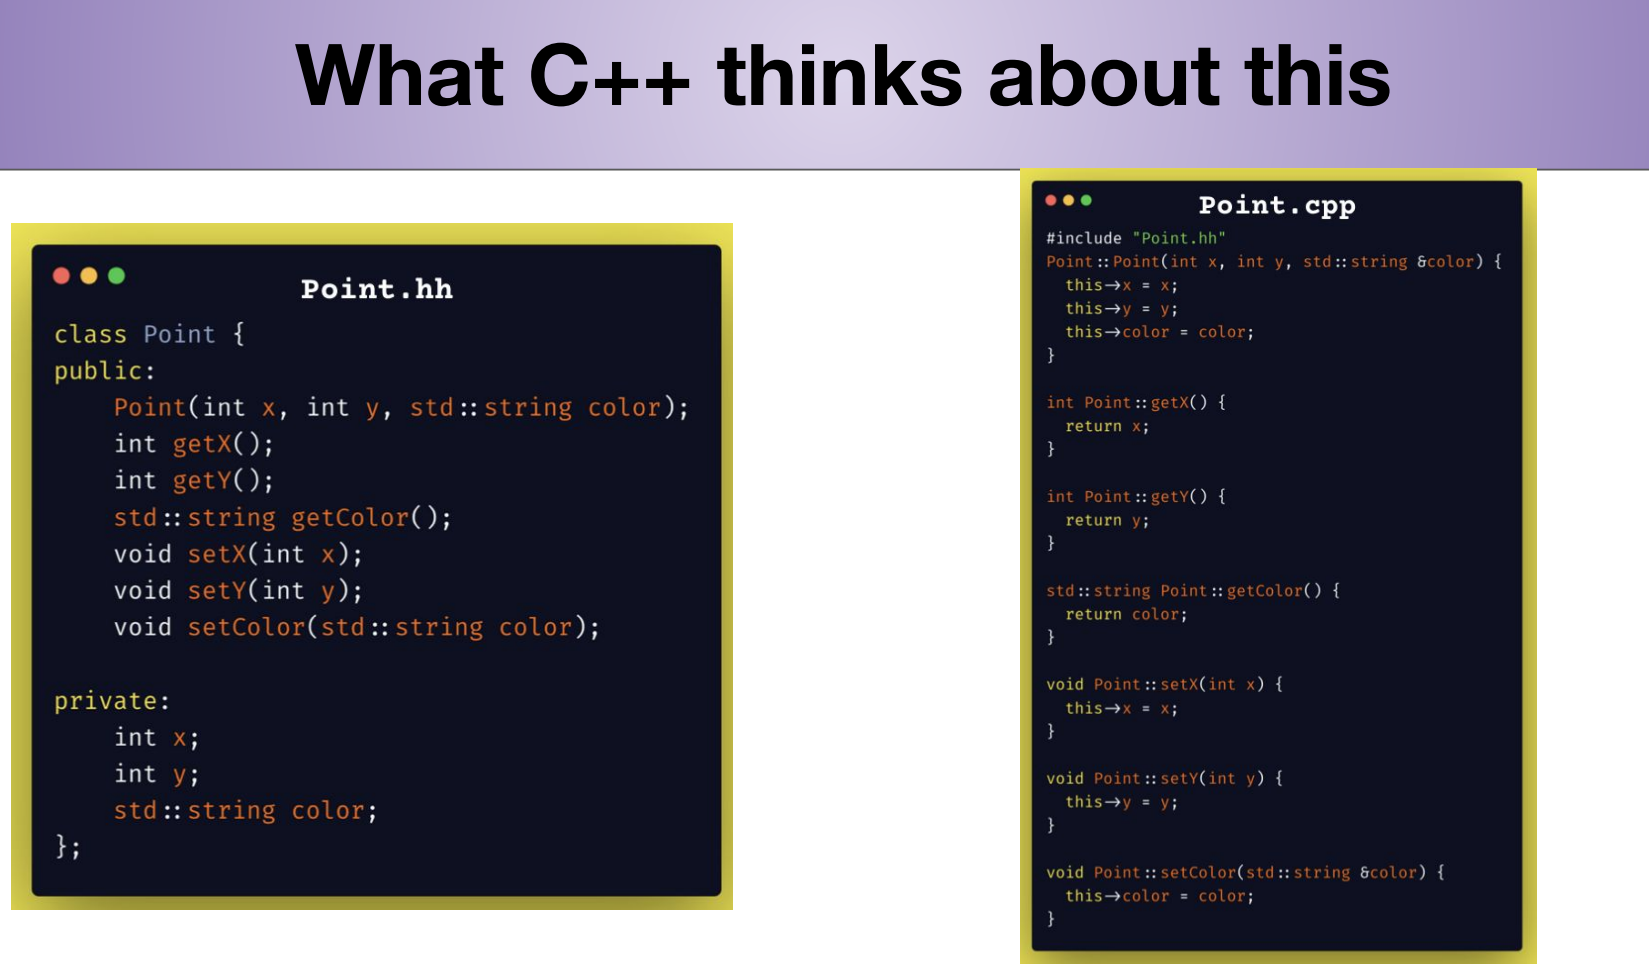 What C++ thinks about this
Point.hh
class Point {
public:
    Point(int x, int y, std::string color);
    int getX();
    int getY();
    std::string getColor();
    void setX(int x);
    void setY(int y);
    void setColor(std::string color);
private:
    int x;
    int y;
    std::string color;
};
Point.cpp
#include "Point.hh"
Point::Point(int x, int y, std::string &color) {
  this->x = x;
  this->y = y;
  this->color = color;
}
int Point::getX() {
  return x;
}
int Point::getY() {
  return y;
}
std::string Point::getColor() {
  return color;
}
void Point::setX(int x) {
  this->x = x;
}
void Point::setY(int y) {
  this->y = y;
}
void Point::setColor(std::string &color) {
  this->color = color;
}